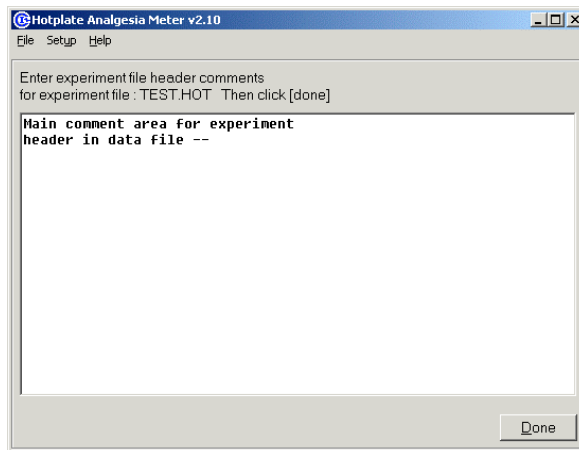 Hotplate Analgesia Meter v2.10
File Setup Help
Enter experiment file header comments
for experiment file : TEST.HOT Then click [done]
Main comment area for experiment
header in data file --
Done